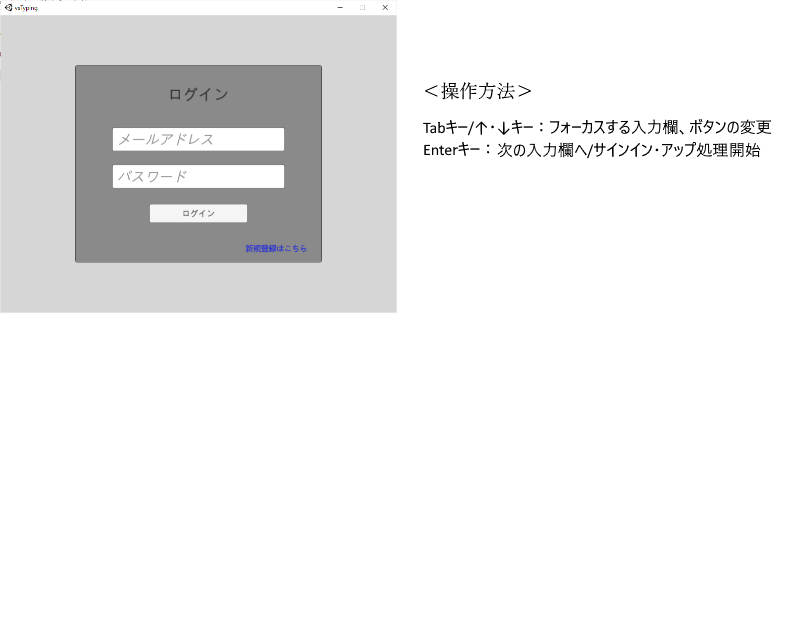 vsTyping
ログイン
メールアドレス
パスワード
ログイン
新規登録はこちら
＜操作方法＞
Tabキー/↑・↓キー：フォーカスする入力欄、ボタンの変更
Enterキー：次の入力欄へ/サインイン・アップ処理開始